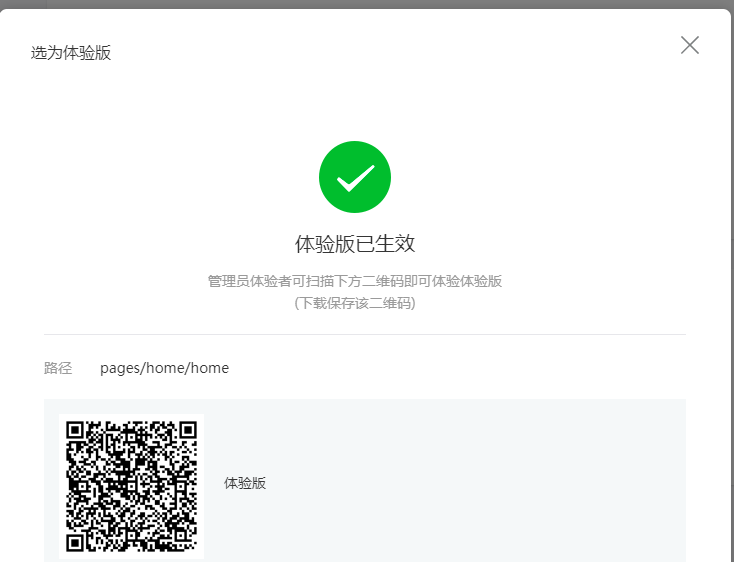 选为体验版
体验版已生效
管理员体验者可扫描下方二维码即可体验体验版
(下载保存该二维码)
路径 pages/home/home
体验版